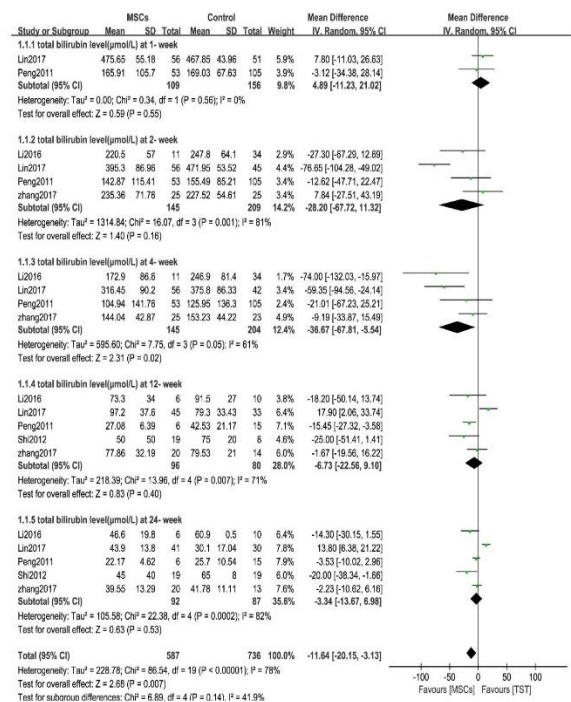 MSCs Control Mean Difference Mean Difference
Study or Subgroup Mean SD Total Mean SD Total Weight IV. Random. 95% CI IV. Random. 95% CI
1.1.1 total bilirubin level(μmol/L) at 1- week
Lin2017 475.65 55.18 56 467.85 43.96 51 7.80 [-11.03, 26.63]
Peng2011 165.91 105.7 53 169.03 67.63 105 -3.12 [-34.38, 28.14]
Subtotal (95% CI) 109 156 4.89 [-11.23, 21.02]
Heterogeneity: Tau² = 0.00; Chi² = 0.34, df = 1 (P = 0.56); I² = 0%
Test for overall effect: Z = 0.59 (P = 0.55)
1.1.2 total bilirubin level(μmol/L) at 2- week
Li2016 220.5 57 11 247.8 64.1 34 2.9% -27.30 [-67.29, 12.69]
Lin2017 395.3 86.96 56 471.95 53.52 45 4.1% -76.65 [-104.28, -49.02]
Peng2011 142.87 115.41 53 155.49 85.21 105 3.3% -12.62 [-47.71, 22.47]
zhang2017 235.36 71.76 25 227.52 54.61 25 3.3% 7.84 [-27.51, 43.19]
Subtotal (95% CI) 145 209 14.2% -28.20 [-67.72, 11.32]
Heterogeneity: Tau² = 1314.84; Chi² = 16.07, df = 3 (P = 0.001); I² = 81%
Test for overall effect: Z = 1.40 (P = 0.16)
1.1.3 total bilirubin level(μmol/L) at 4- week
Li2016 172.9 86.6 11 246.9 81.4 34 1.7% -74.00 [-132.03, -15.97]
Lin2017 316.45 90.2 56 375.8 86.33 42 3.3% -59.35 [-94.56, -24.14]
Peng2011 104.94 141.76 53 125.95 136.3 105 2.4% -21.01 [-67.23, 25.21]
zhang2017 144.04 42.87 25 153.23 44.22 23 -9.19 [-33.87, 15.49]
Subtotal (95% CI) 145 204 12.4% -36.67 [-67.81, -5.54]
Heterogeneity: Tau² = 595.60; Chi² = 7.75, df = 3 (P = 0.05); I² = 61%
Test for overall effect: Z = 2.31 (P = 0.02)
1.1.4 total bilirubin level(μmol/L) at 12- week
Li2016 73.3 34 6 91.5 27 10 3.8% -18.20 [-50.14, 13.74]
Lin2017 97.2 37.6 45 79.3 33.43 33 17.90 [2.06, 33.74]
Peng2011 27.08 6.39 6 42.53 21.17 15 -15.45 [-27.32, -3.58]
Shi2012 50 50 19 75 20 8 -25.00 [-51.41, 1.41]
zhang2017 77.86 32.19 20 79.53 21 14 -1.67 [-19.56, 16.22]
Subtotal (95% CI) 96 80 28.0% -6.73 [-22.56, 9.10]
Heterogeneity: Tau² = 218.39; Chi² = 13.96, df = 4 (P = 0.007); I² = 71%
Test for overall effect: Z = 0.83 (P = 0.40)
1.1.5 total bilirubin level(μmol/L) at 24- week
Li2016 46.6 19.8 6 60.9 0.5 10 6.4% -14.30 [-30.15, 1.55]
Lin2017 43.9 13.8 41 30.1 17.04 30 13.80 [6.38, 21.22]
Peng2011 22.17 4.62 6 25.7 10.54 15 -3.53 [-10.02, 2.96]
Shi2012 45 40 19 65 8 19 -20.00 [-38.34, -1.66]
zhang2017 39.55 13.29 20 41.78 11.11 13 -2.23 [-10.62, 6.16]
Subtotal (95% CI) 92 87 35.6% -3.34 [-13.67, 6.98]
Heterogeneity: Tau² = 105.58; Chi² = 22.38, df = 4 (P = 0.0002); I² = 82%
Test for overall effect: Z = 0.63 (P = 0.53)
Total (95% CI) 587 736 100.0% -11.64 [-20.15, -3.13]
Heterogeneity: Tau² = 228.78; Chi² = 86.54, df = 19 (P < 0.00001); I² = 78%
Test for overall effect: Z = 2.68 (P = 0.007)
Test for subgroup differences: Chi² = 6.89, df = 4 (P = 0.14), I² = 41.9%
-100 -50 0 50 100
Favours [MSCs] Favours [TST]